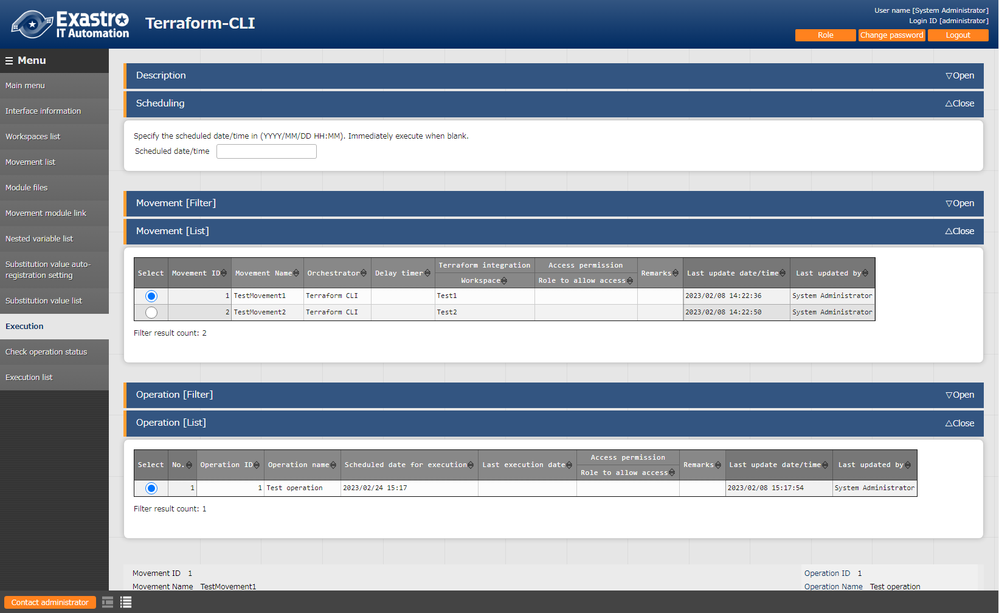 Exastro
IT Automation
Terraform-CLI
User name [System Administrator]
Login ID [administrator]
Role
Change password
Logout
Menu
Main menu
Interface information
Workspaces list
Movement list
Module files
Movement module link
Nested variable list
Substitution value auto-
registration setting
Substitution value list
Execution
Check operation status
Execution list
Description
▽Open
Scheduling
△Close
Specify the scheduled date/time in (YYYY/MM/DD HH:MM). Immediately execute when blank.
Scheduled date/time
Movement [Filter]
▽Open
Movement [List]
△Close
Select Movement ID Movement Name Orchestrator Delay timer Terraform integration Access permission Remarks Last update date/time Last updated by
Workspace Role to allow access
1 TestMovement1 Terraform CLI Test1 2023/02/08 14:22:36 System Administrator
2 TestMovement2 Terraform CLI Test2 2023/02/08 14:22:50 System Administrator
Filter result count: 2
Operation [Filter]
▽Open
Operation [List]
△Close
Select No. Operation ID Operation name Scheduled date for execution Last execution date Access permission Remarks Last update date/time Last updated by
Role to allow access
1 1 Test operation 2023/02/24 15:17 2023/02/08 15:17:54 System Administrator
Filter result count: 1
Movement ID 1
Movement Name TestMovement1
Operation ID 1
Operation Name Test operation
Contact administrator